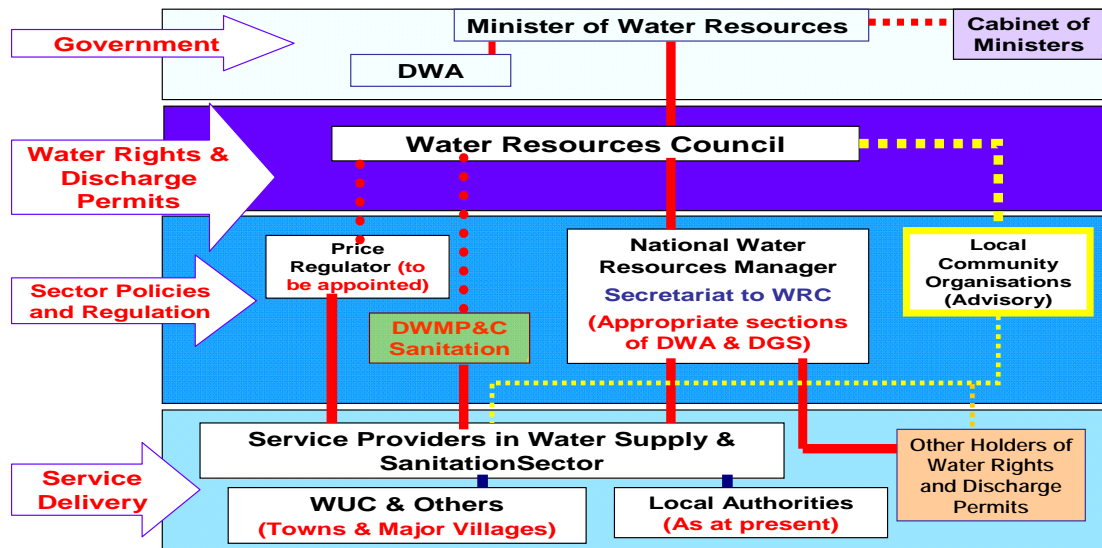 Government
Minister of Water Resources
Cabinet of
Ministers
DWA
Water Rights &
Discharge
Permits
Water Resources Council
Sector Policies
and Regulation
Price
Regulator (to
be appointed)
DWMP&C
Sanitation
National Water
Resources Manager
Secretariat to WRC
(Appropriate sections
of DWA & DGS)
Local
Community
Organisations
(Advisory)
Service
Delivery
Service Providers in Water Supply &
SanitationSector
WUC & Others
(Towns & Major Villages)
Local Authorities
(As at present)
Other Holders of
Water Rights
and Discharge
Permits